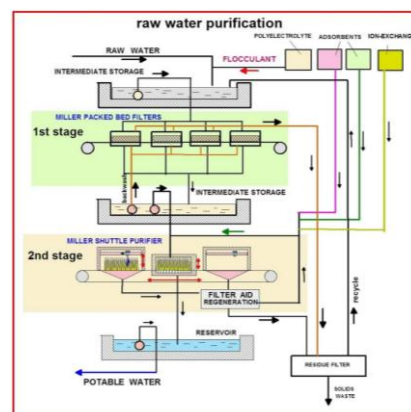 raw water purification
POLYELECTROLYTE
ADSORBENTS
ION-EXCHANG
RAW WATER
FLOCCULANT
INTERMEDIATE STORAGE
MILLER PACKED BED FILTERS
1st stage
backwash
INTERMEDIATE STORAGE
MILLER SHUTTLE PURIFIER
2nd stage
FILTER AID
REGENERATION
recycle
RESERVOIR
RESIDUE FILTER
POTABLE WATER
SOLIDS
WASTE